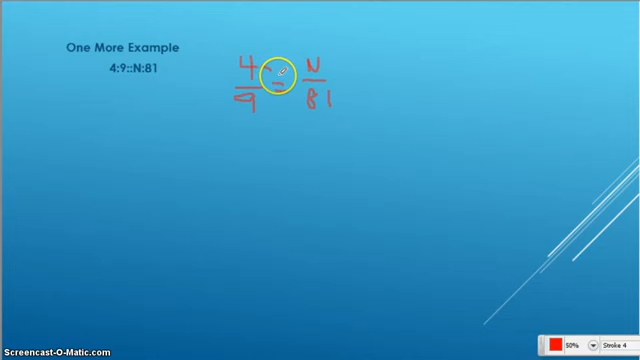 One More Example
4:9::N:81
4 = N
9 81
Screencast-O-Matic.com
50%
Stroke 4